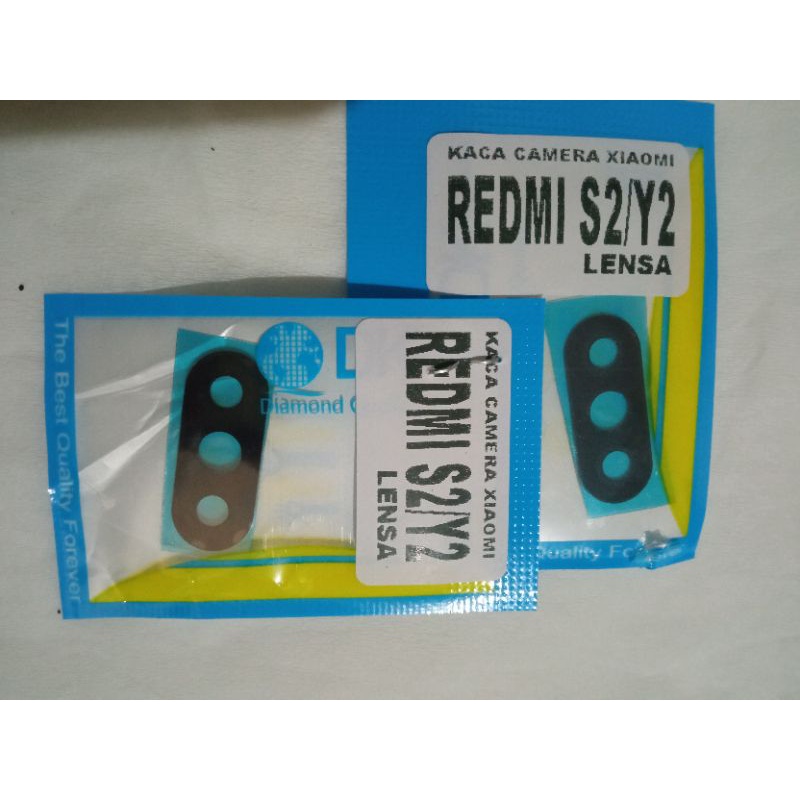 KACA CAMERA XIAOMI
REDMI S2/Y2
LENSA
The Best Quality Forever
Diamond
KACA CAMERA XIAOMI
REDMI S2/Y2
LENSA
Quality